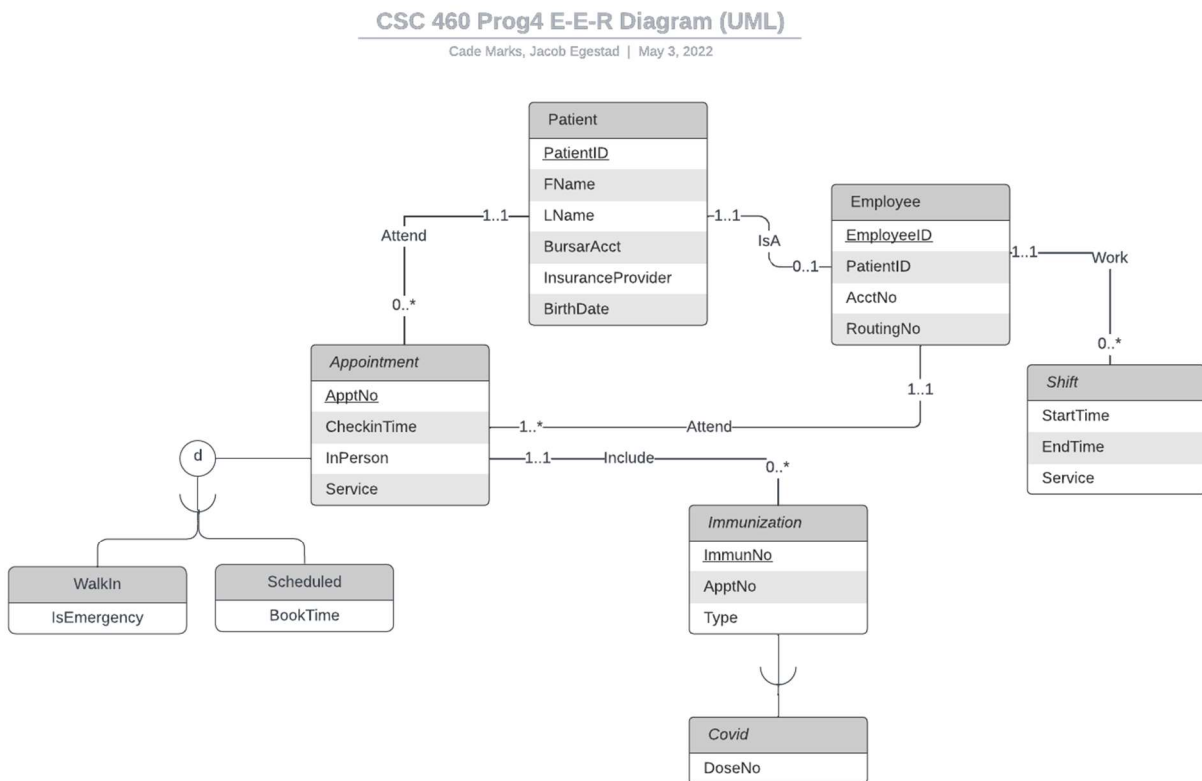 CSC 460 Prog4 E-E-R Diagram (UML)
Cade Marks, Jacob Egestad | May 3, 2022
Patient
PatientID
FName
LName
BursarAcct
InsuranceProvider
BirthDate
1..1
Attend
0..*
1..1
IsA
0..1
Employee
EmployeeID
PatientID
AcctNo
RoutingNo
1..1
Work
0..*
Shift
StartTime
EndTime
Service
Appointment
ApptNo
CheckinTime
InPerson
Service
1..1
1..*
Attend
1..1
Include
0..*
d
WalkIn
IsEmergency
Scheduled
BookTime
Immunization
ImmunNo
ApptNo
Type
Covid
DoseNo